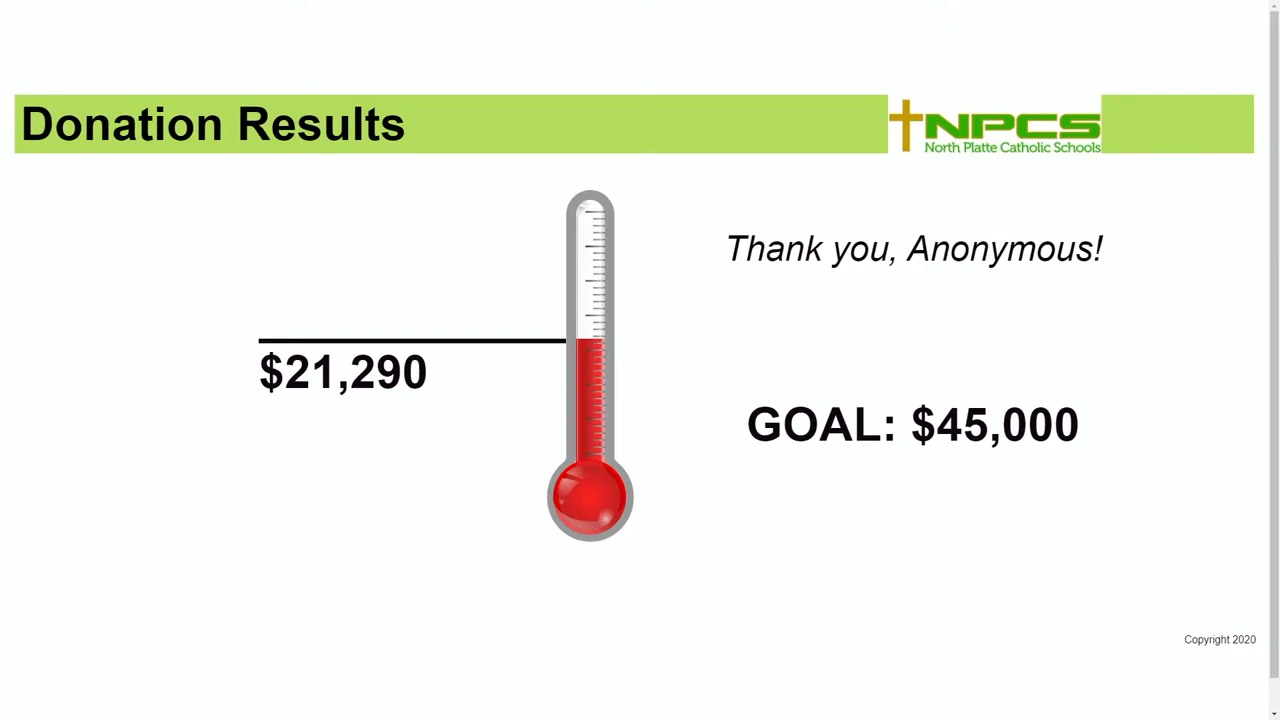 Donation Results
NPCS
North Platte Catholic Schools
Thank you, Anonymous!
$21,290
GOAL: $45,000
Copyright 2020